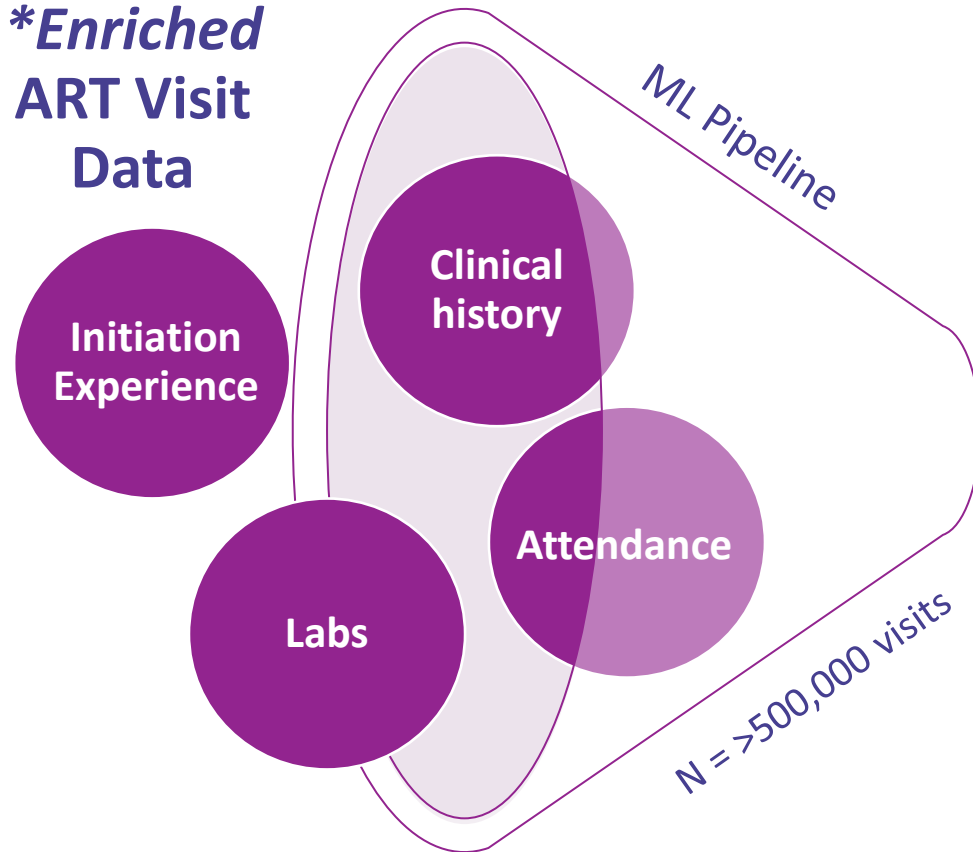 *Enriched
ART Visit
Data
ML Pipeline
Clinical
history
Initiation
Experience
Attendance
Labs
N = >500,000 visits